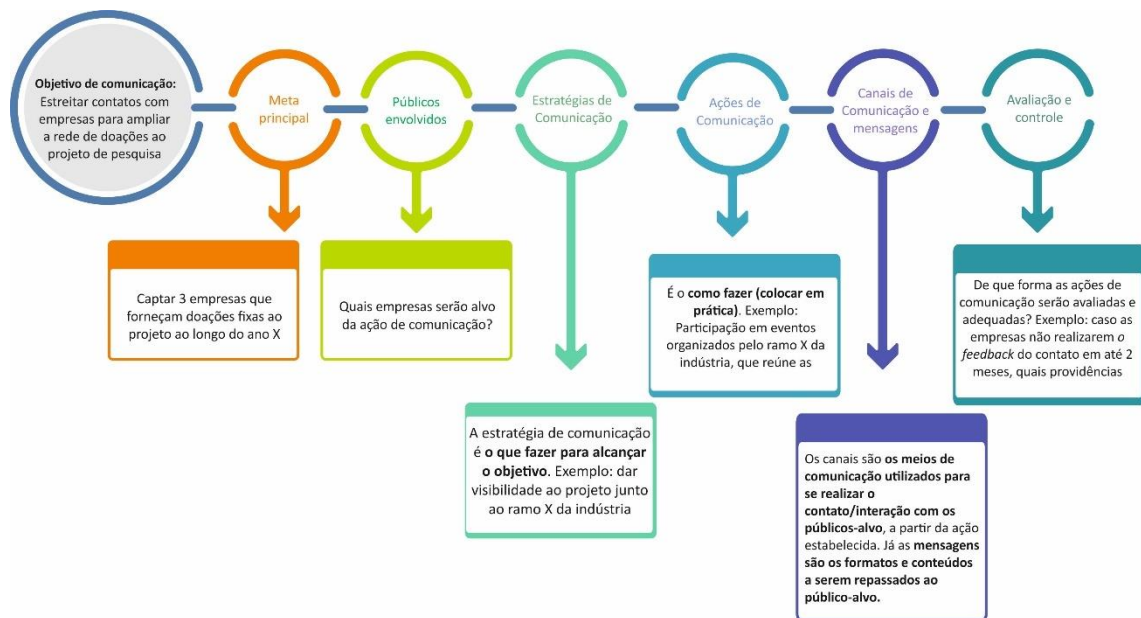 Objetivo de comunicação:
Estreitar contatos com
empresas para ampliar
a rede de doações ao
projeto de pesquisa
Meta
principal
Públicos
envolvidos
Estratégias de
Comunicação
Ações de
Comunicação
Canais de
Comunicação e
mensagens
Avaliação e
controle
Captar 3 empresas que
forneçam doações fixas ao
projeto ao longo do ano X
Quais empresas serão alvo
da ação de comunicação?
A estratégia de comunicação
é o que fazer para alcançar
o objetivo. Exemplo: dar
visibilidade ao projeto junto
ao ramo X da indústria
É o como fazer (colocar em
prática). Exemplo:
Participação em eventos
organizados pelo ramo X da
indústria, que reúne as
Os canais são os meios de
comunicação utilizados para
se realizar o
contato/interação com os
públicos-alvo, a partir da ação
estabelecida. Já as mensagens
são os formatos e conteúdos
a serem repassados ao
público-alvo.
De que forma as ações de
comunicação serão avaliadas e
adequadas? Exemplo: caso as
empresas não realizarem o
feedback do contato em até 2
meses, quais providências